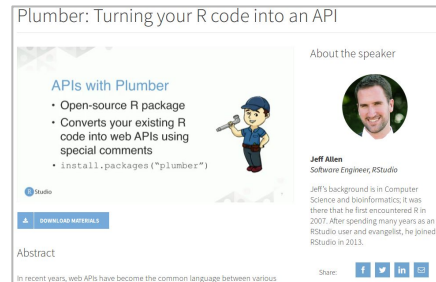 Plumber: Turning your R code into an API
APIs with Plumber
• Open-source R package
• Converts your existing R
code into web APIs using
special comments
• install.packages("plumber")
R Studio
DOWNLOAD MATERIALS
Abstract
In recent years, web APIs have become the common language between various
About the speaker
Jeff Allen
Software Engineer, RStudio
Jeff's background is in Computer
Science and bioinformatics; it was
there that he first encountered R in
2007. After spending many years as an
RStudio user and evangelist, he joined
RStudio in 2013.
Share: